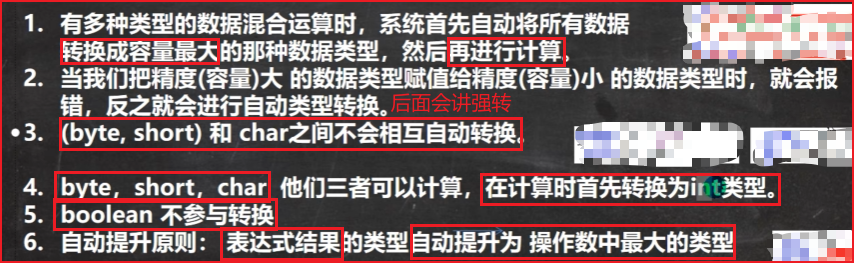 1. 有多种类型的数据混合运算时，系统首先自动将所有数据
转换成容量最大的那种数据类型，然后再进行计算。
2. 当我们把精度(容量)大 的数据类型赋值给精度(容量)小 的数据类型时，就会报
错，反之就会进行自动类型转换。后面会讲强转
3. (byte, short) 和 char之间不会相互自动转换。
4. byte，short，char 他们三者可以计算，在计算时首先转换为int类型。
5. boolean 不参与转换
6. 自动提升原则： 表达式结果的类型自动提升为 操作数中最大的类型